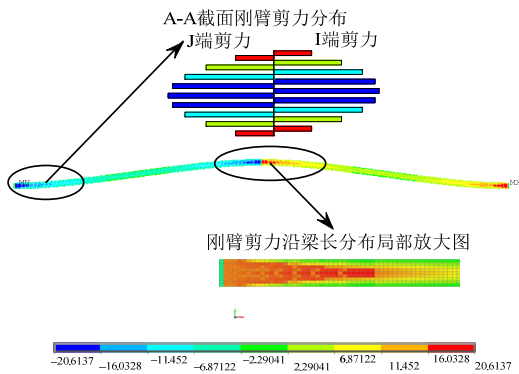 A-A截面刚臂剪力分布
J端剪力 I端剪力
MN MX
刚臂剪力沿梁长分布局部放大图
-20.6137 -11.452 -2.29041 6.87122 16.0328
-16.0328 -6.87122 2.29041 11.452 20.6137